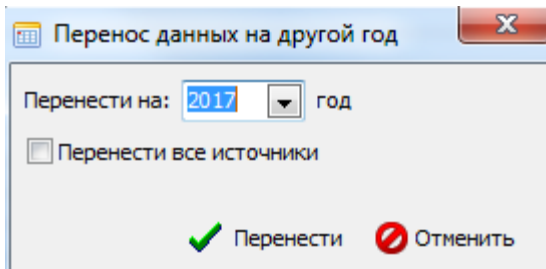 Перенос данных на другой год
Перенести на: 2017 год
Перенести все источники
Перенести Отменить